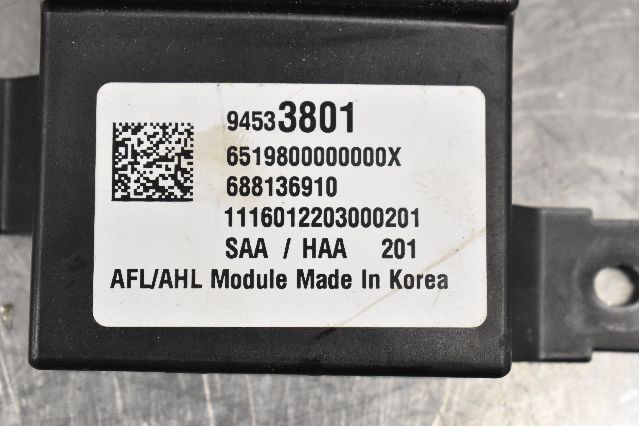 94533801
6519800000000X
688136910
1116012203000201
SAA / HAA 201
AFL/AHL Module Made In Korea